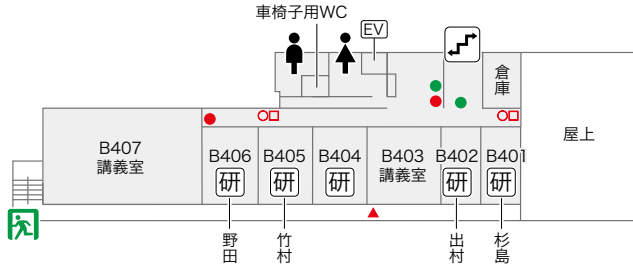 車椅子用WC
EV
倉庫
屋上
B407
講義室
B406
研
B405
研
B404
研
B403
講義室
B402
研
B401
研
野田
竹村
出村
杉島